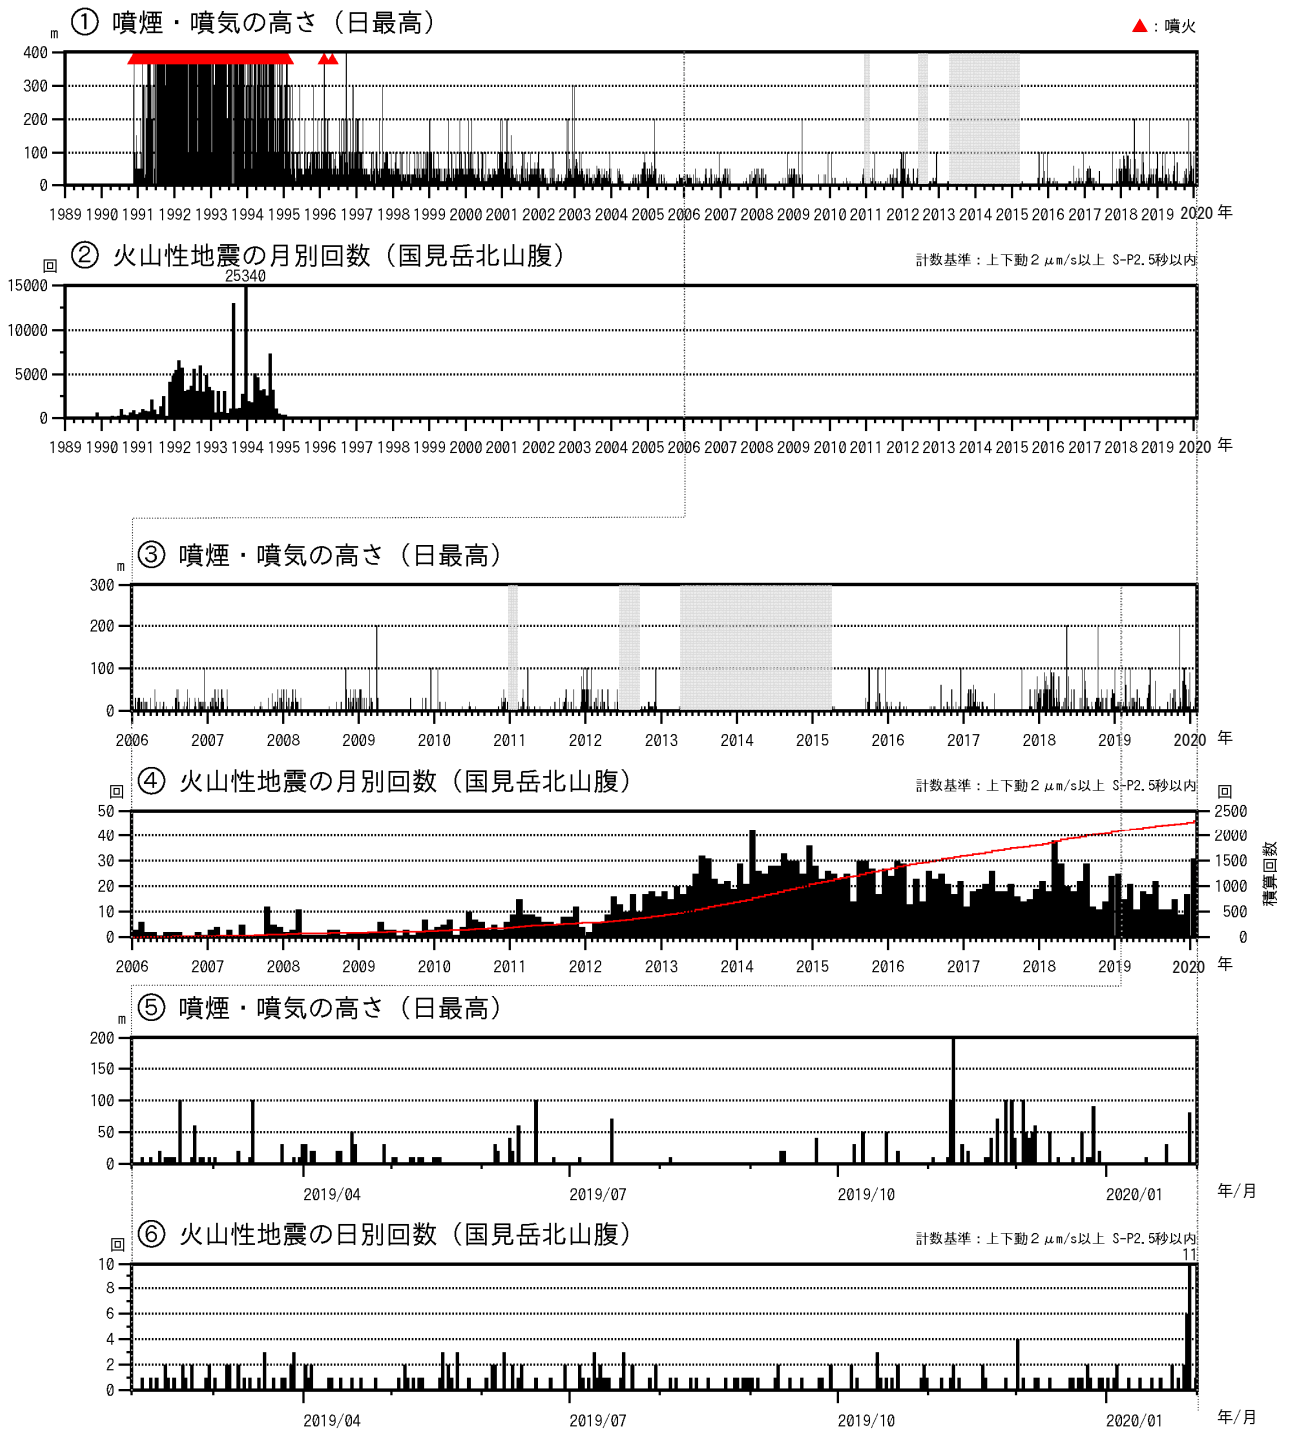 ① 噴煙・噴気の高さ（日最高）
▲：噴火
m
400
300
200
100
0
1989 1990 1991 1992 1993 1994 1995 1996 1997 1998 1999 2000 2001 2002 2003 2004 2005 2006 2007 2008 2009 2010 2011 2012 2013 2014 2015 2016 2017 2018 2019 2020 年
② 火山性地震の月別回数（国見岳北山腹）
計数基準：上下動２μm/s以上 S-P2.5秒以内
回
25340
15000
10000
5000
0
1989 1990 1991 1992 1993 1994 1995 1996 1997 1998 1999 2000 2001 2002 2003 2004 2005 2006 2007 2008 2009 2010 2011 2012 2013 2014 2015 2016 2017 2018 2019 2020 年
③ 噴煙・噴気の高さ（日最高）
m
300
200
100
0
2006 2007 2008 2009 2010 2011 2012 2013 2014 2015 2016 2017 2018 2019 2020 年
④ 火山性地震の月別回数（国見岳北山腹）
計数基準：上下動２μm/s以上 S-P2.5秒以内
回 回
50 2500
40 2000
30 1500
20 1000
10 500
0 0
積算回数
2006 2007 2008 2009 2010 2011 2012 2013 2014 2015 2016 2017 2018 2019 2020 年
⑤ 噴煙・噴気の高さ（日最高）
m
200
150
100
50
0
2019/04 2019/07 2019/10 2020/01 年/月
⑥ 火山性地震の日別回数（国見岳北山腹）
計数基準：上下動２μm/s以上 S-P2.5秒以内
回
11
10
8
6
4
2
0
2019/04 2019/07 2019/10 2020/01 年/月